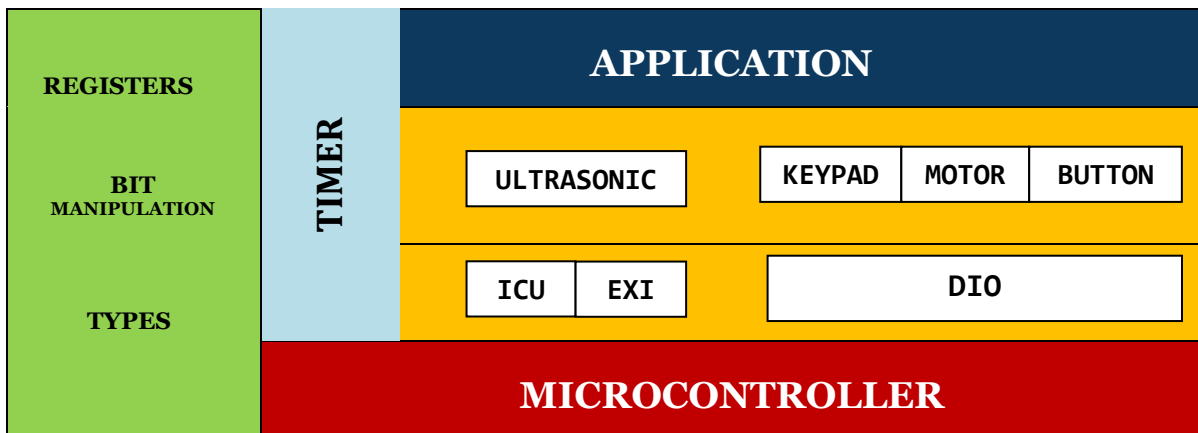 REGISTERS
BIT
MANIPULATION
TYPES
TIMER
APPLICATION
ULTRASONIC
KEYPAD
MOTOR
BUTTON
ICU
EXI
DIO
MICROCONTROLLER